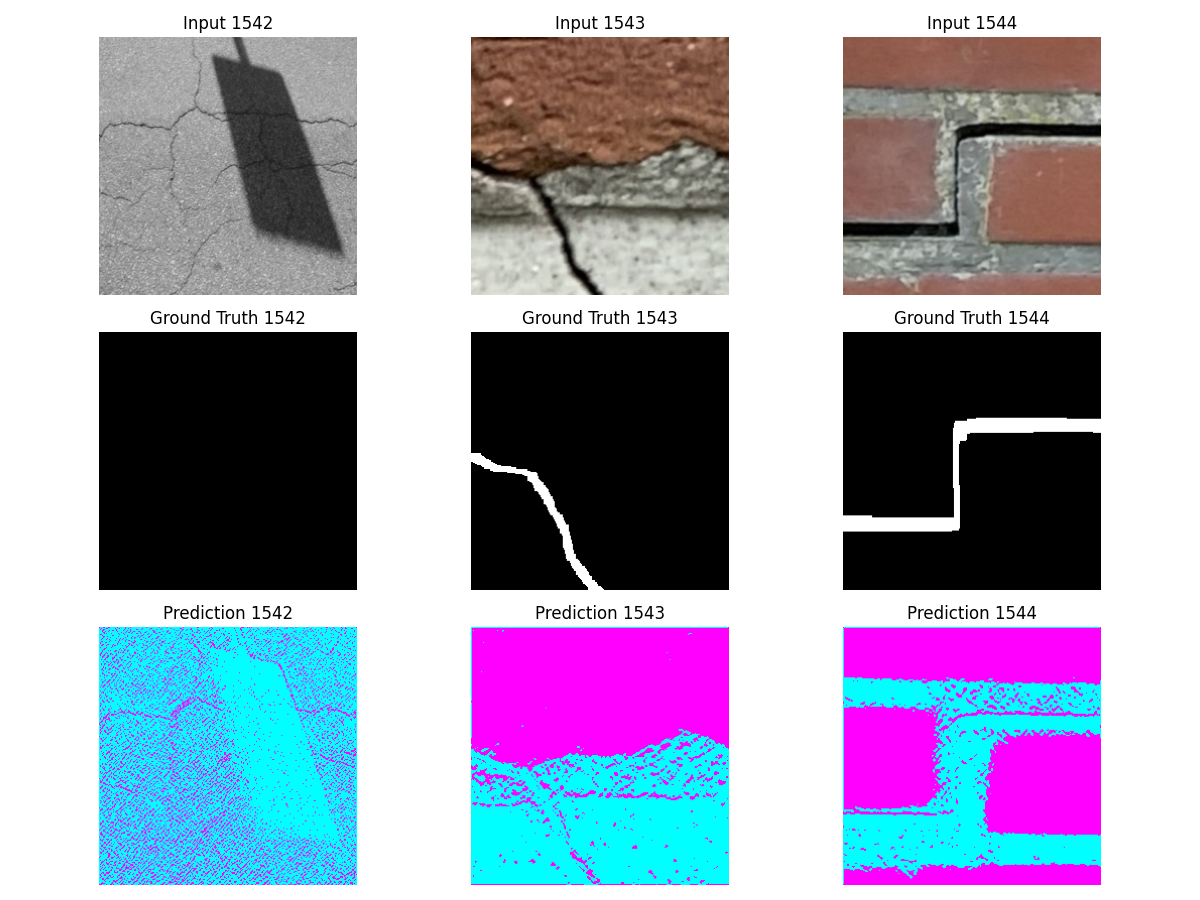 Input 1542
Input 1543
Input 1544
Ground Truth 1542
Ground Truth 1543
Ground Truth 1544
Prediction 1542
Prediction 1543
Prediction 1544